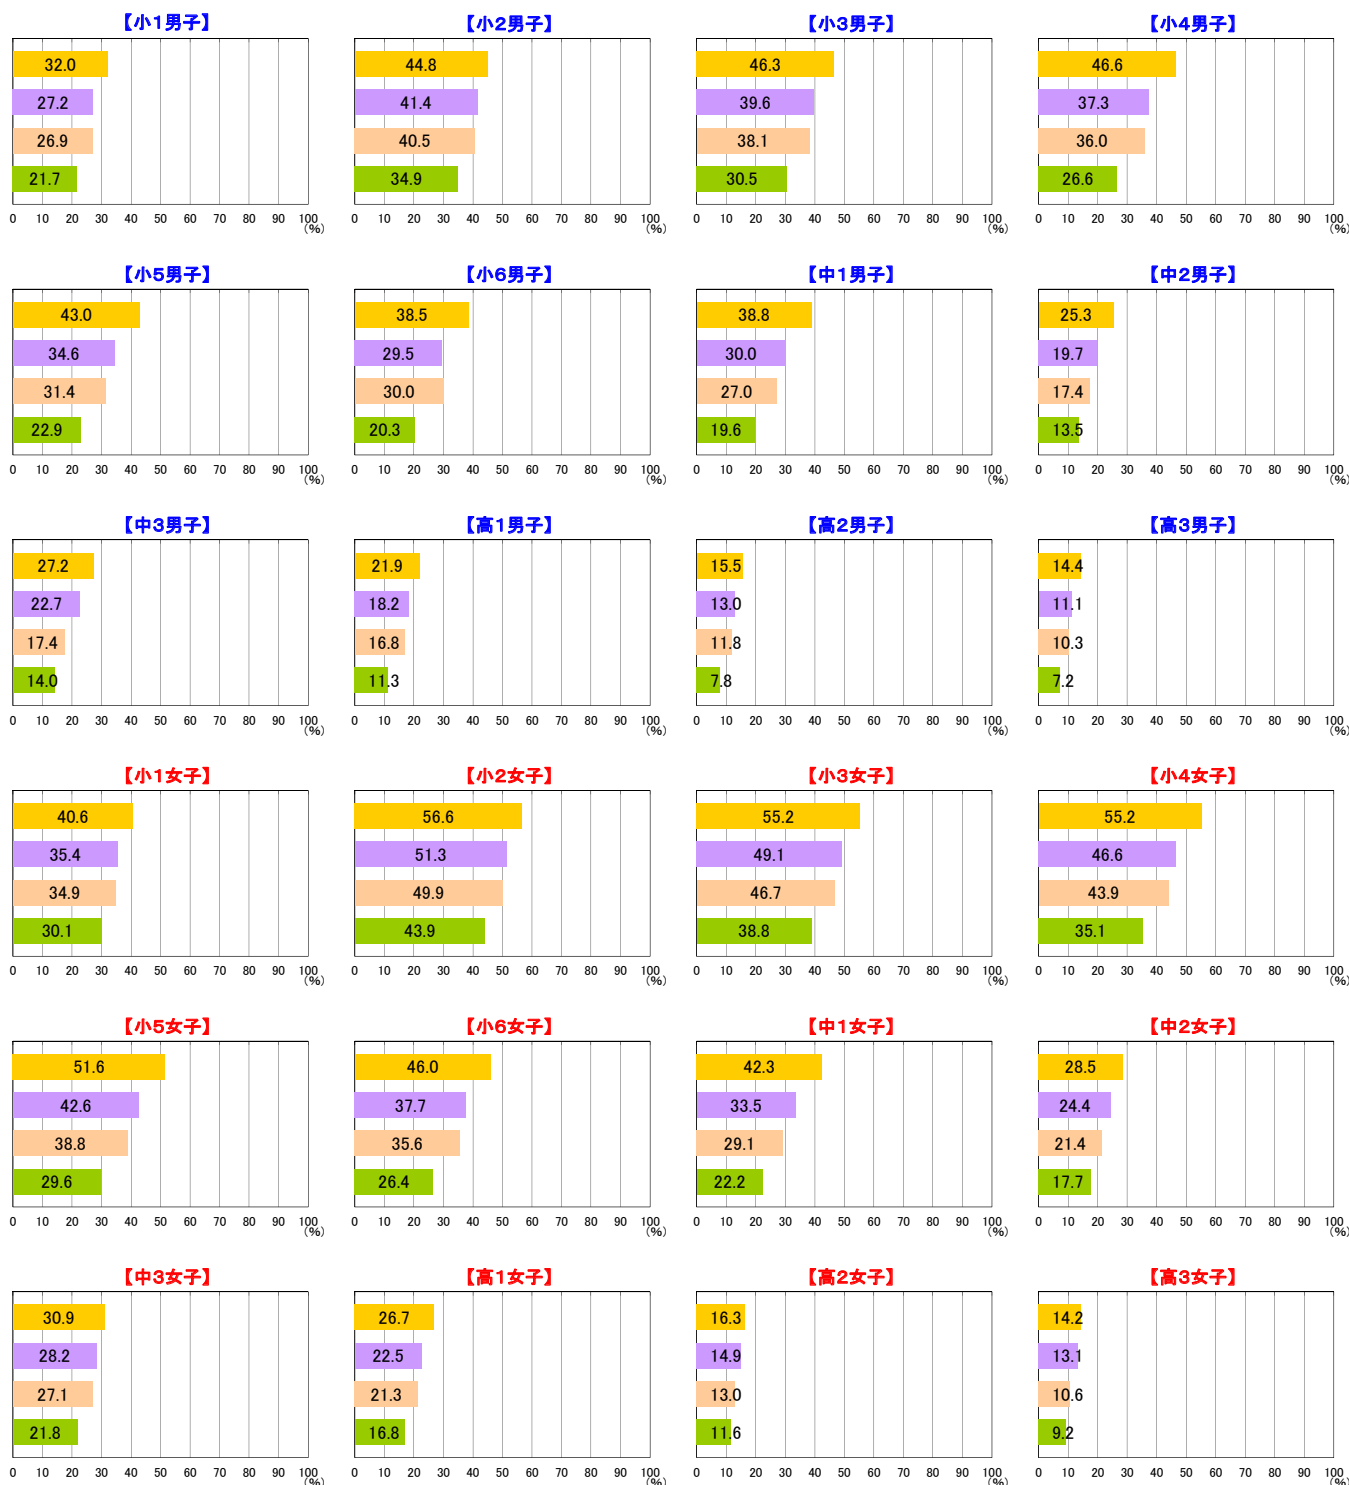 【小1男子】 【小2男子】 【小3男子】 【小4男子】
32.0 44.8 46.3 46.6
27.2 41.4 39.6 37.3
26.9 40.5 38.1 36.0
21.7 34.9 30.5 26.6
0 10 20 30 40 50 60 70 80 90 100 0 10 20 30 40 50 60 70 80 90 100 0 10 20 30 40 50 60 70 80 90 100 0 10 20 30 40 50 60 70 80 90 100
(%) (%) (%) (%)
【小5男子】 【小6男子】 【中1男子】 【中2男子】
43.0 38.5 38.8 25.3
34.6 29.5 30.0 19.7
31.4 30.0 27.0 17.4
22.9 20.3 19.6 13.5
0 10 20 30 40 50 60 70 80 90 100 0 10 20 30 40 50 60 70 80 90 100 0 10 20 30 40 50 60 70 80 90 100 0 10 20 30 40 50 60 70 80 90 100
(%) (%) (%) (%)
【中3男子】 【高1男子】 【高2男子】 【高3男子】
27.2 21.9 15.5 14.4
22.7 18.2 13.0 11.1
17.4 16.8 11.8 10.3
14.0 11.3 7.8 7.2
0 10 20 30 40 50 60 70 80 90 100 0 10 20 30 40 50 60 70 80 90 100 0 10 20 30 40 50 60 70 80 90 100 0 10 20 30 40 50 60 70 80 90 100
(%) (%) (%) (%)
【小1女子】 【小2女子】 【小3女子】 【小4女子】
40.6 56.6 55.2 55.2
35.4 51.3 49.1 46.6
34.9 49.9 46.7 43.9
30.1 43.9 38.8 35.1
0 10 20 30 40 50 60 70 80 90 100 0 10 20 30 40 50 60 70 80 90 100 0 10 20 30 40 50 60 70 80 90 100 0 10 20 30 40 50 60 70 80 90 100
(%) (%) (%) (%)
【小5女子】 【小6女子】 【中1女子】 【中2女子】
51.6 46.0 42.3 28.5
42.6 37.7 33.5 24.4
38.8 35.6 29.1 21.4
29.6 26.4 22.2 17.7
0 10 20 30 40 50 60 70 80 90 100 0 10 20 30 40 50 60 70 80 90 100 0 10 20 30 40 50 60 70 80 90 100 0 10 20 30 40 50 60 70 80 90 100
(%) (%) (%) (%)
【中3女子】 【高1女子】 【高2女子】 【高3女子】
30.9 26.7 16.3 14.2
28.2 22.5 14.9 13.1
27.1 21.3 13.0 10.6
21.8 16.8 11.6 9.2
0 10 20 30 40 50 60 70 80 90 100 0 10 20 30 40 50 60 70 80 90 100 0 10 20 30 40 50 60 70 80 90 100 0 10 20 30 40 50 60 70 80 90 100
(%) (%) (%) (%)